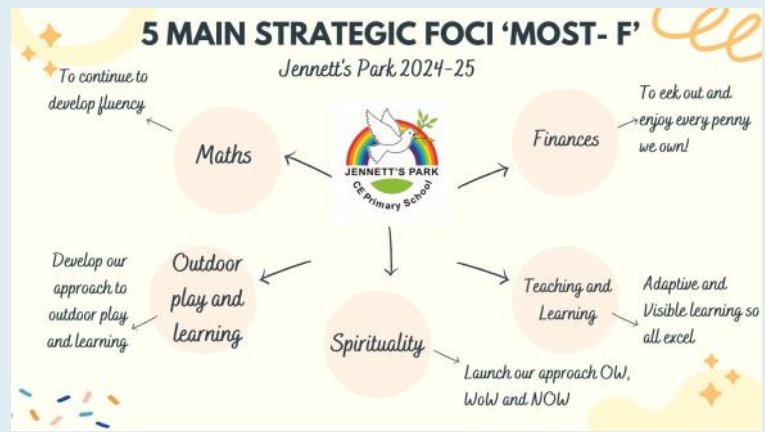 5 MAIN STRATEGIC FOCI 'MOST- F'
Jennett's Park 2024-25
To continue to
develop fluency
Maths
JENNETT'S PARK
CE Primary School
Finances
To eek out and
enjoy every penny
we own!
Develop our
approach to
outdoor play
and learning
Outdoor
play and
learning
Spirituality
Launch our approach OW,
WoW and NOW
Teaching and
Learning
Adaptive and
Visible learning so
all excel